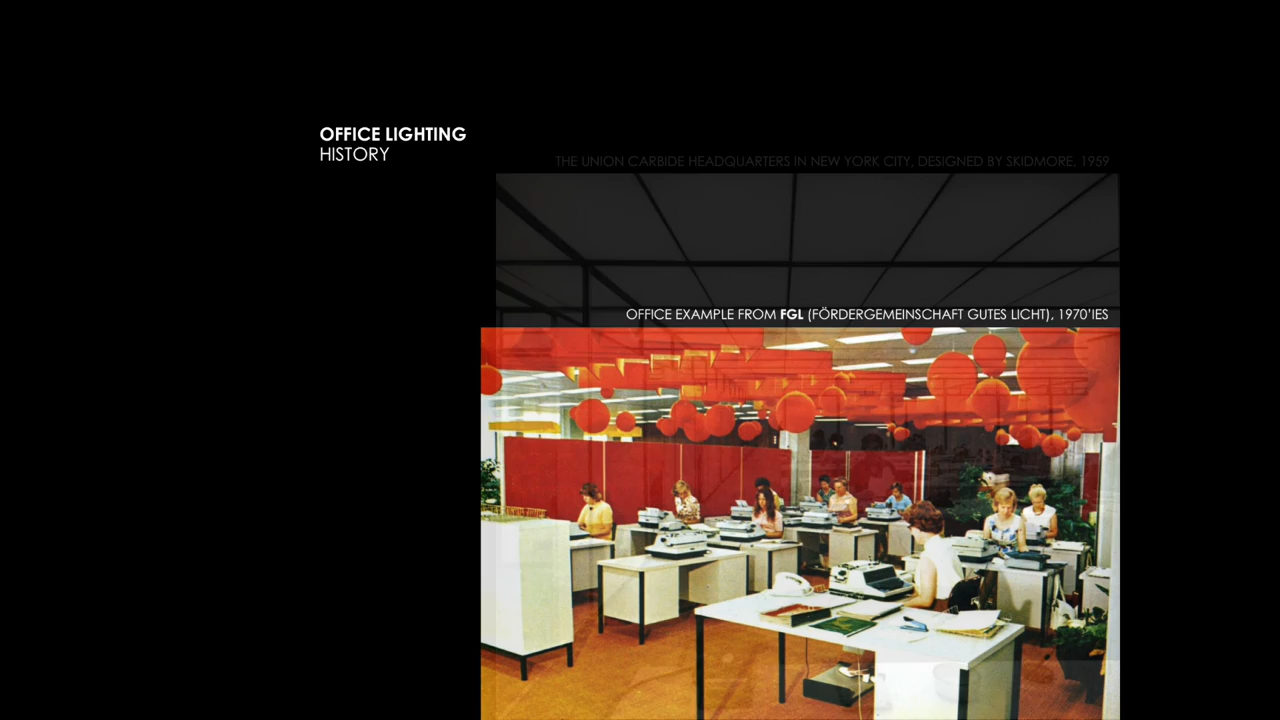 OFFICE LIGHTING
HISTORY
THE UNION CARBIDE HEADQUARTERS IN NEW YORK CITY, DESIGNED BY SKIDMORE, 1959
OFFICE EXAMPLE FROM FGL (FÖRDERGEMEINSCHAFT GUTES LICHT), 1970'IES